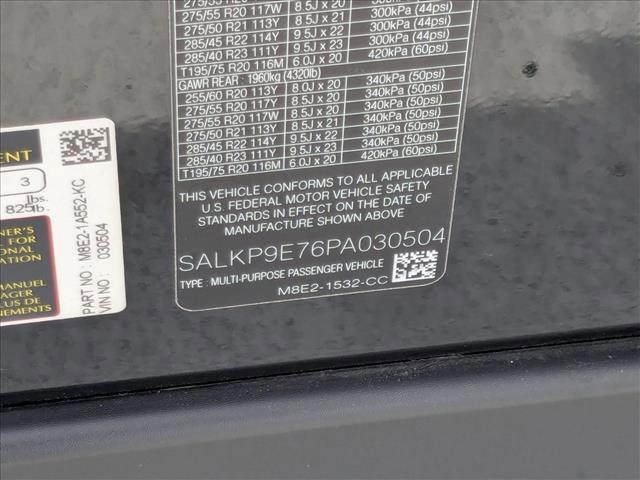 275/55 R20 117W 8.5J x 20 300kPa (44psi)
275/50 R21 113Y 8.5J x 21 300kPa (44psi)
285/45 R22 114Y 9.5J x 22 300kPa (44psi)
285/40 R23 111Y 9.5J x 23 300kPa (44psi)
T195/75 R20 116M 6.0J x 20 420kPa (60psi)
GAWR REAR : 1960kg (4320lb)
255/60 R20 113Y 8.0J x 20 340kPa (50psi)
275/55 R20 117Y 8.5J x 20 340kPa (50psi)
275/55 R20 117W 8.5J x 20 340kPa (50psi)
275/50 R21 113Y 8.5J x 21 340kPa (50psi)
285/45 R22 114Y 9.5J x 22 340kPa (50psi)
285/40 R23 111Y 9.5J x 23 340kPa (50psi)
T195/75 R20 116M 6.0J x 20 420kPa (60psi)
THIS VEHICLE CONFORMS TO ALL APPLICABLE
U.S. FEDERAL MOTOR VEHICLE SAFETY
STANDARDS IN EFFECT ON THE DATE OF
MANUFACTURE SHOWN ABOVE
SALKP9E76PA030504
TYPE : MULTI-PURPOSE PASSENGER VEHICLE
M8E2-1532-CC
3
lbs.
825lb.
PART NO : M8E2-1A552-KC
VIN NO : 030504